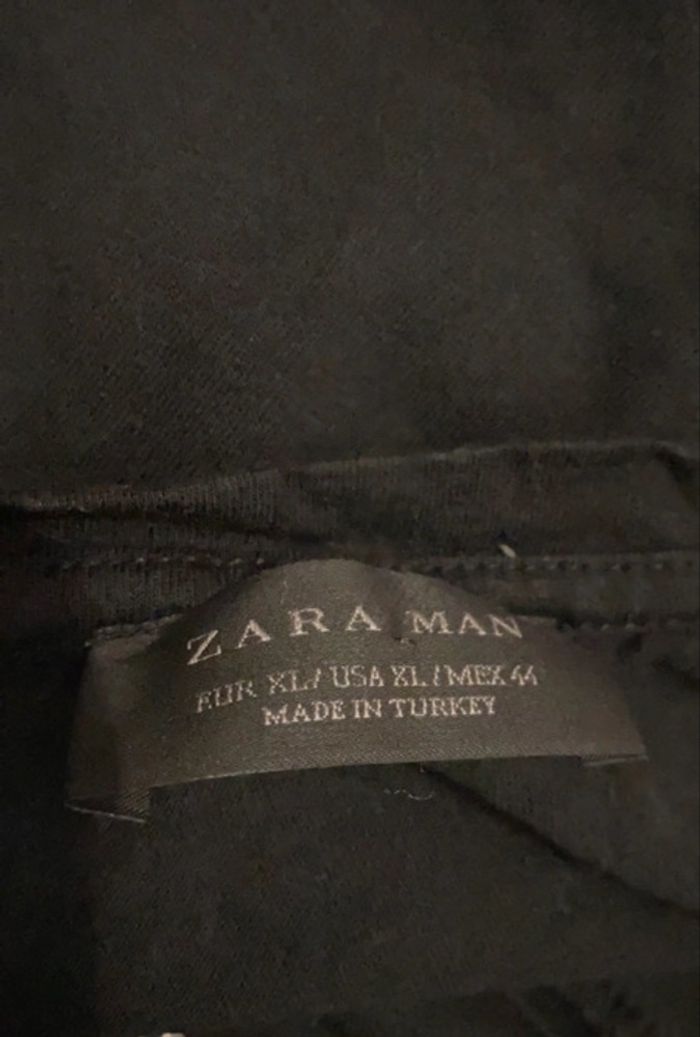 ZARA MAN
EUR XL/ USA XL / MEX 44
MADE IN TURKEY